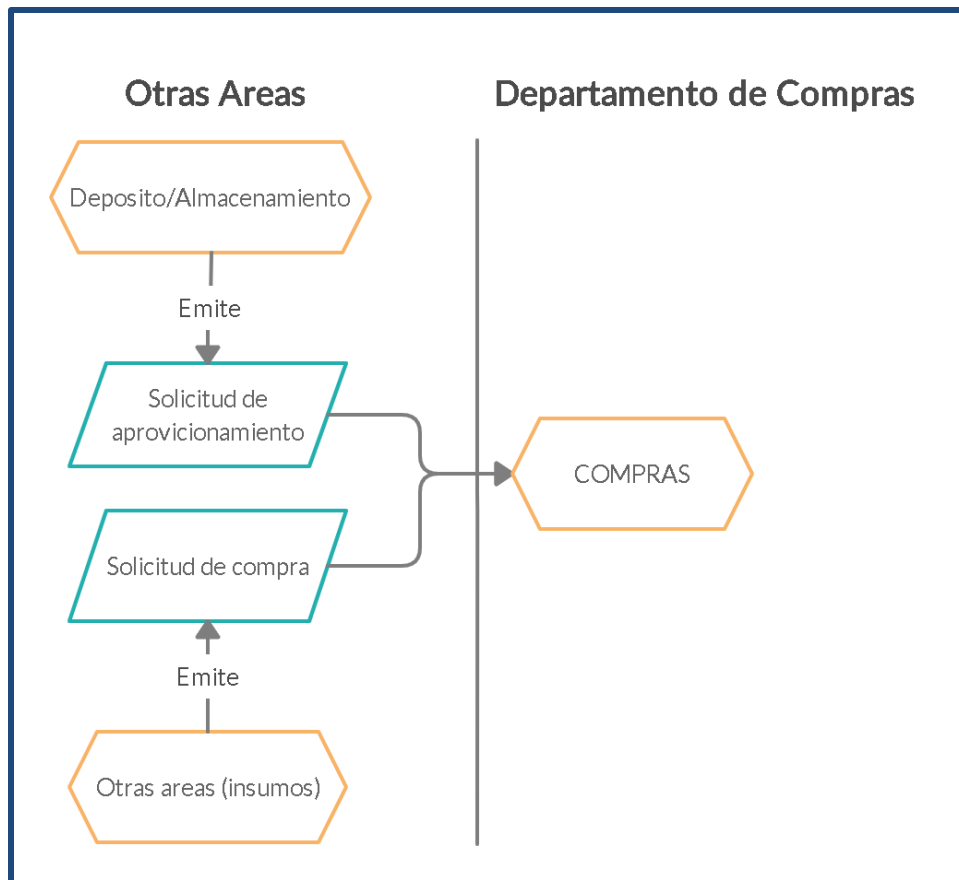 Otras Areas
Departamento de Compras
Deposito/Almacenamiento
Emite
Solicitud de
aprovicionamiento
COMPRAS
Solicitud de compra
Emite
Otras areas (insumos)